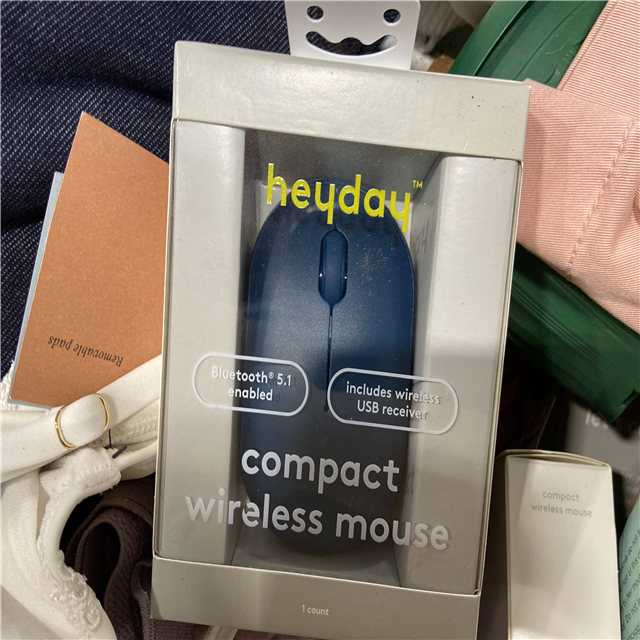 heyday™
Bluetooth® 5.1
enabled
includes wireless
USB receiver
compact
wireless mouse
1 count
Removable pads
compact
wireless mouse